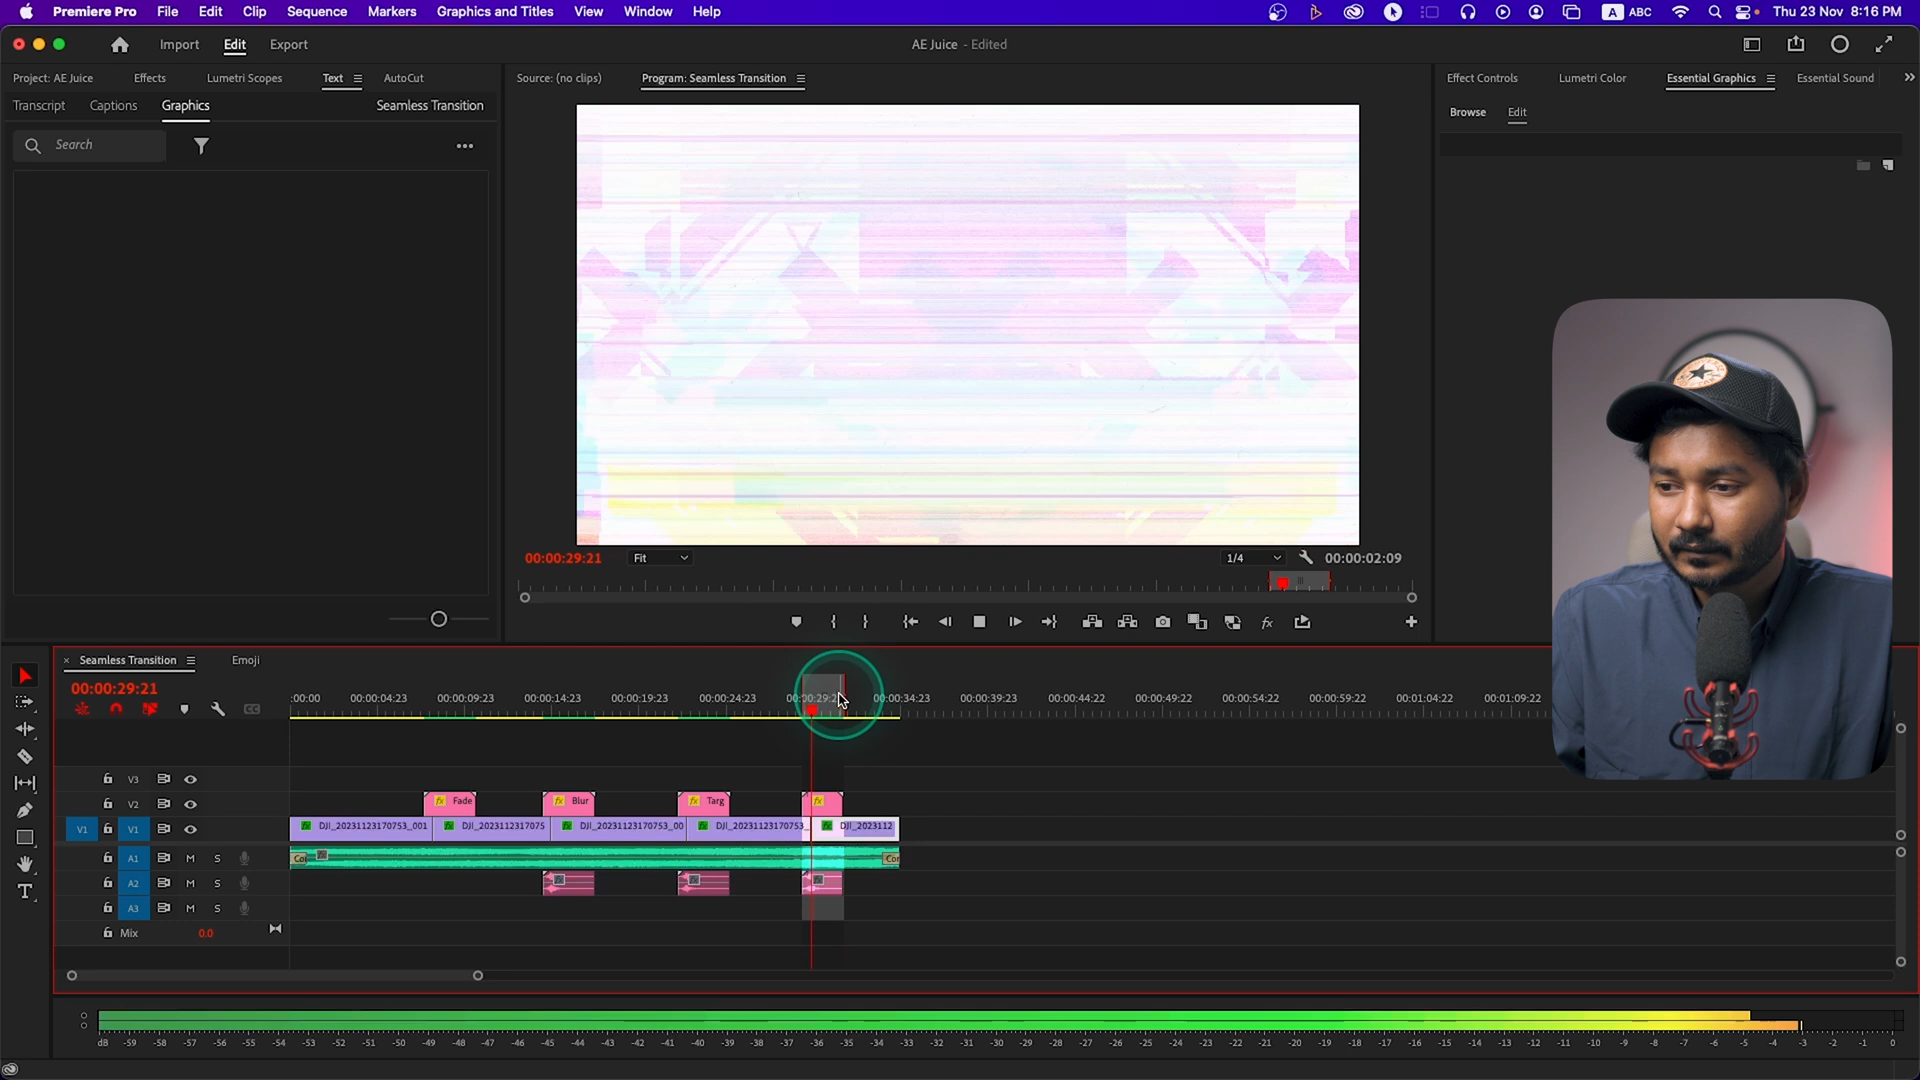 Premiere Pro File Edit Clip Sequence Markers Graphics and Titles View Window Help A ABC Thu 23 Nov 8:16 PM
Import Edit Export AE Juice - Edited
Project: AE Juice Effects Lumetri Scopes Text AutoCut Source: (no clips) Program: Seamless Transition Effect Controls Lumetri Color Essential Graphics Essential Sound
Transcript Captions Graphics Seamless Transition Browse Edit
Search
00:00:29:21 Fit 1/4 00:00:02:09
Seamless Transition Emoji
00:00:29:21
:00:00 00:00:04:23 00:00:09:23 00:00:14:23 00:00:19:23 00:00:24:23 00:00:34:23 00:00:39:23 00:00:44:22 00:00:49:22 00:00:54:22 00:00:59:22 00:01:04:22 00:01:09:22
V3
V2 fx Fade fx Blur fx Targ fx
V1 V1 DJI_20231123170753_001 DJI_2023112317075 DJI_20231123170753_00 DJI_20231123170753_ DJI_2023112
A1 M S Co Con
A2 M S
A3 M S
Mix 0.0
dB -59 -58 -57 -56 -55 -54 -53 -52 -51 -50 -49 -48 -47 -46 -45 -44 -43 -42 -41 -40 -39 -38 -37 -36 -35 -34 -33 -32 -31 -30 -29 -28 -27 -26 -25 -24 -23 -22 -21 -20 -19 -18 -17 -16 -15 -14 -13 -12 -11 -10 -9 -8 -7 -6 -5 -4 -3 -2 -1 0